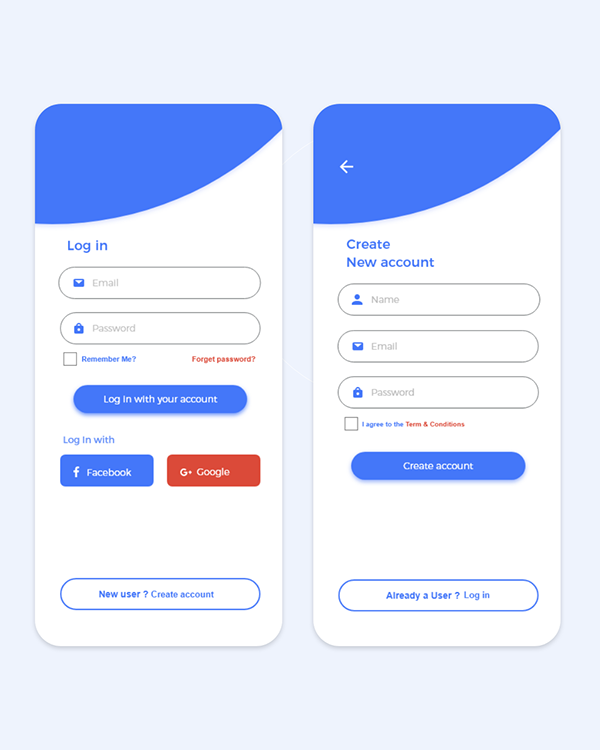 Log in
Email
Password
Remember Me? Forget password?
Log in with your account
Log In with
Facebook
G+ Google
New user ? Create account
Create
New account
Name
Email
Password
I agree to the Term & Conditions
Create account
Already a User ? Log in